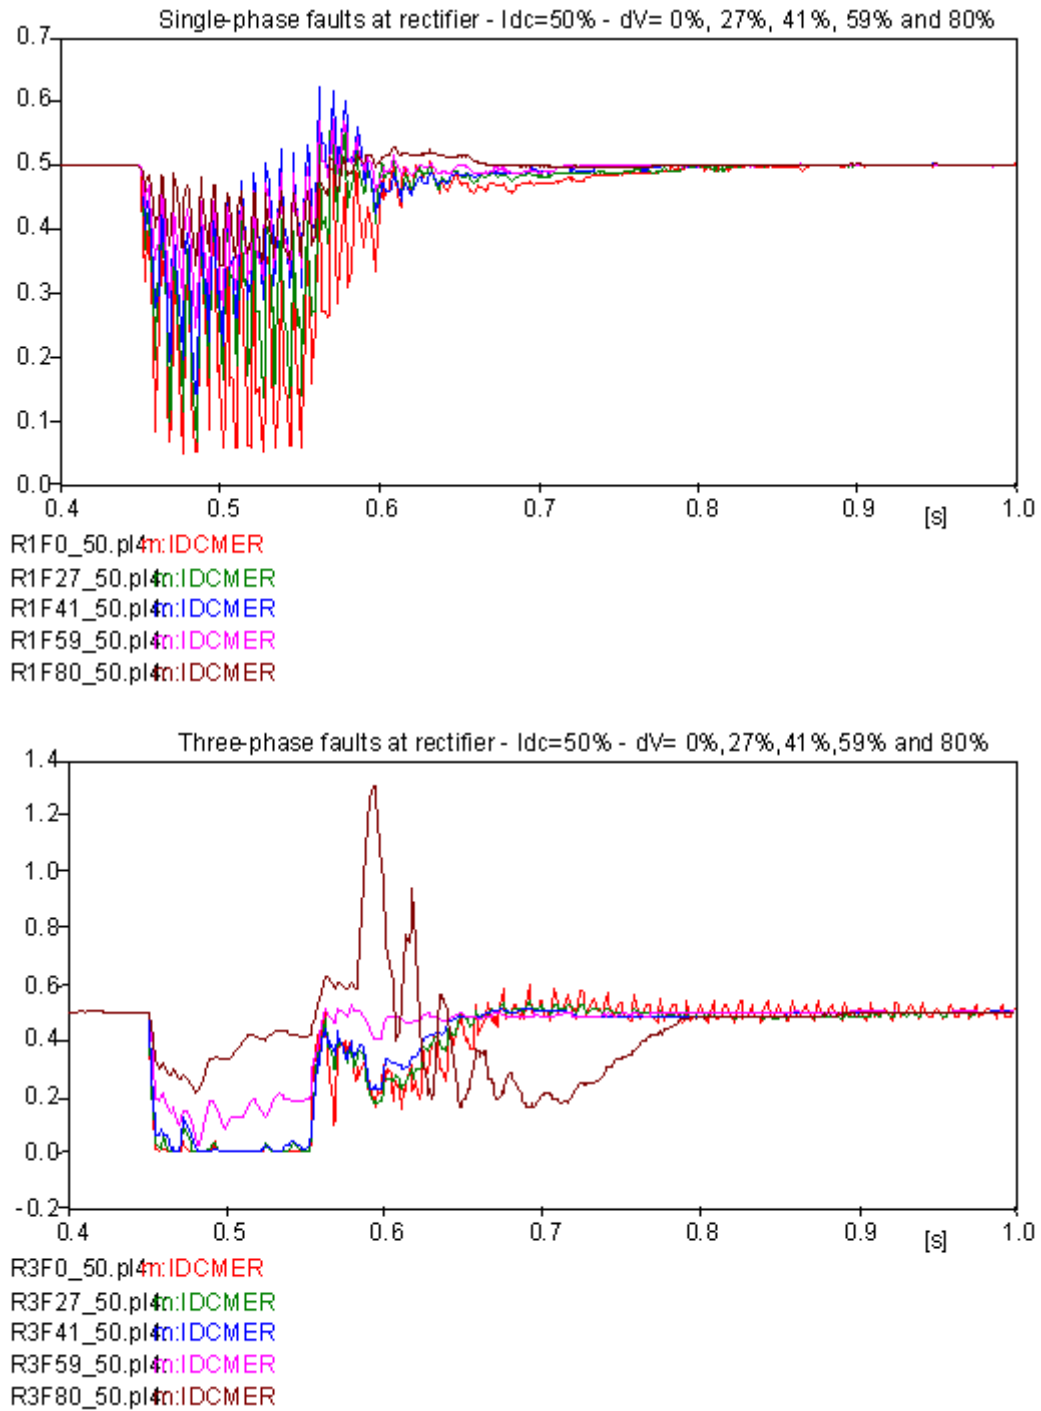 Single-phase faults at rectifier - Idc=50% - dV= 0%, 27%, 41%, 59% and 80%
0.7
0.6
0.5
0.4
0.3
0.2
0.1
0.0
0.4 0.5 0.6 0.7 0.8 0.9 [s] 1.0
R1F0_50.pl4m:IDCMER
R1F27_50.pl4m:IDCMER
R1F41_50.pl4m:IDCMER
R1F59_50.pl4m:IDCMER
R1F80_50.pl4m:IDCMER
Three-phase faults at rectifier - Idc=50% - dV= 0%,27%,41%,59% and 80%
1.4
1.2
1.0
0.8
0.6
0.4
0.2
0.0
-0.2
0.4 0.5 0.6 0.7 0.8 0.9 [s] 1.0
R3F0_50.pl4m:IDCMER
R3F27_50.pl4m:IDCMER
R3F41_50.pl4m:IDCMER
R3F59_50.pl4m:IDCMER
R3F80_50.pl4m:IDCMER